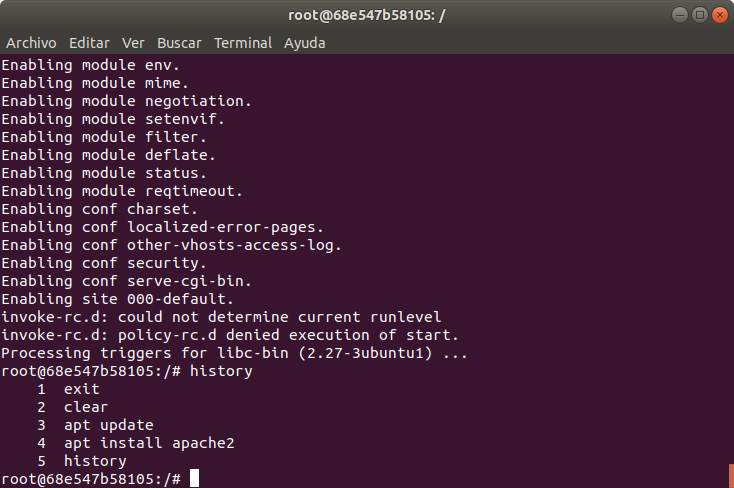 root@68e547b58105: /
Archivo Editar Ver Buscar Terminal Ayuda
Enabling module env.
Enabling module mime.
Enabling module negotiation.
Enabling module setenvif.
Enabling module filter.
Enabling module deflate.
Enabling module status.
Enabling module reqtimeout.
Enabling conf charset.
Enabling conf localized-error-pages.
Enabling conf other-vhosts-access-log.
Enabling conf security.
Enabling conf serve-cgi-bin.
Enabling site 000-default.
invoke-rc.d: could not determine current runlevel
invoke-rc.d: policy-rc.d denied execution of start.
Processing triggers for libc-bin (2.27-3ubuntu1) ...
root@68e547b58105:/# history
    1  exit
    2  clear
    3  apt update
    4  apt install apache2
    5  history
root@68e547b58105:/#